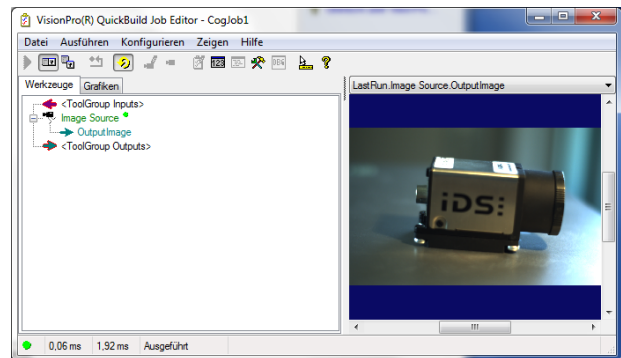 VisionPro(R) QuickBuild Job Editor - CogJob1
Datei Ausführen Konfigurieren Zeigen Hilfe
Werkzeuge Grafiken
LastRun.Image Source.OutputImage
<ToolGroup Inputs>
Image Source
OutputImage
<ToolGroup Outputs>
iDS:
0,06 ms 1,92 ms Ausgeführt